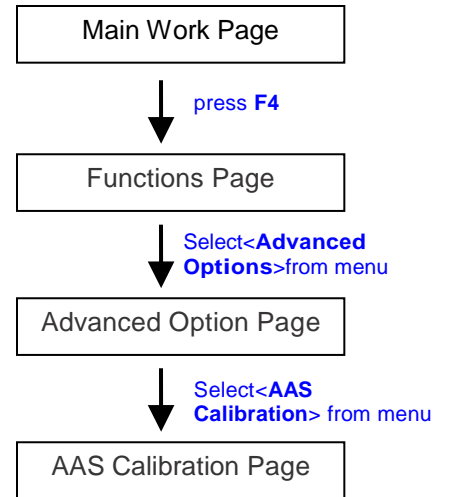 Main Work Page
press F4
Functions Page
Select<Advanced
Options>from menu
Advanced Option Page
Select<AAS
Calibration> from menu
AAS Calibration Page